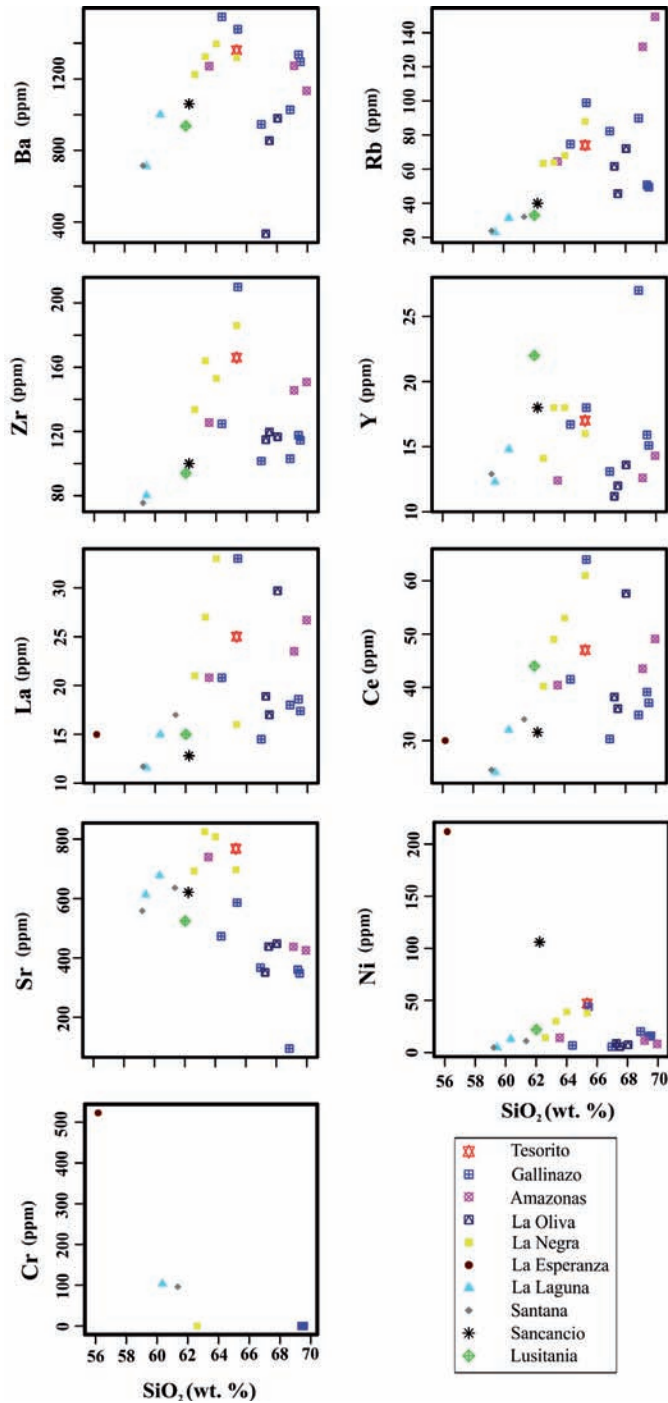 Ba (ppm)
400
800
1200
Rb (ppm)
20
40
60
80
100
120
140
Zr (ppm)
80
120
160
200
Y (ppm)
10
15
20
25
La (ppm)
10
15
20
25
30
Ce (ppm)
30
40
50
60
Sr (ppm)
200
400
600
800
Ni (ppm)
0
50
100
150
200
56 60 62 64 66 68 70
SiO2 (wt. %)
Cr (ppm)
0
100
200
300
400
500
56 58 60 62 64 66 68 70
SiO2 (wt. %)
Tesorito
Gallinazo
Amazonas
La Oliva
La Negra
La Esperanza
La Laguna
Santana
Sancancio
Lusitania